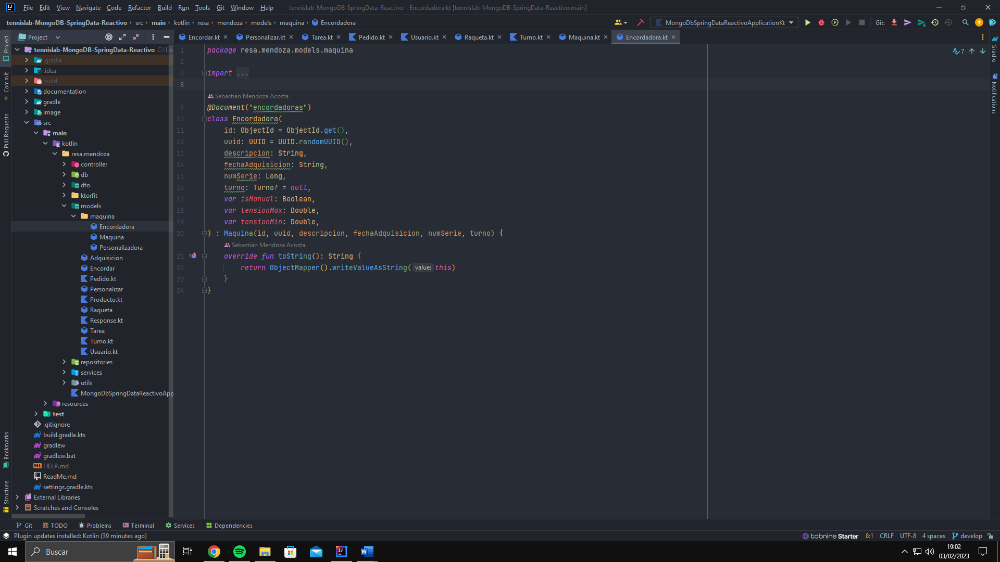 File Edit View Navigate Code Refactor Build Run Tools Git Window Help tennislab-MongoDB-SpringData-Reactivo - Encordadora.kt [tennislab-MongoDB-SpringData-Reactivo.main]
tennislab-MongoDB-SpringData-Reactivo › src › main › kotlin › resa › mendoza › models › maquina › Encordadora MongoDbSpringDataReactivoApplicationKt Git:
Project Encordar.kt Personalizar.kt Tarea.kt Pedido.kt Usuario.kt Raqueta.kt Turno.kt Maquina.kt Encordadora.kt
Project
Commit
Pull Requests
Bookmarks
Structure
tennislab-MongoDB-SpringData-Reactivo C:\Us
.gradle
.idea
build
documentation
gradle
image
src
main
kotlin
resa.mendoza
controller
db
dto
ktorfit
models
maquina
Encordadora
Maquina
Personalizadora
Adquisicion
Encordar
Pedido.kt
Personalizar
Producto.kt
Raqueta
Response.kt
Tarea
Turno.kt
Usuario.kt
repositories
services
utils
MongoDbSpringDataReactivoApp
resources
test
.gitignore
build.gradle.kts
gradlew
gradlew.bat
HELP.md
ReadMe.md
settings.gradle.kts
External Libraries
Scratches and Consoles
1 package resa.mendoza.models.maquina
2
3 import ...
8
Sebastián Mendoza Acosta
9 @Document("encordadoras")
10 class Encordadora(
11 id: ObjectId = ObjectId.get(),
12 uuid: UUID = UUID.randomUUID(),
13 descripcion: String,
14 fechaAdquisicion: String,
15 numSerie: Long,
16 turno: Turno? = null,
17 var isManual: Boolean,
18 var tensionMax: Double,
19 var tensionMin: Double,
20 ) : Maquina(id, uuid, descripcion, fechaAdquisicion, numSerie, turno) {
Sebastián Mendoza Acosta
21 override fun toString(): String {
22 return ObjectMapper().writeValueAsString( value: this)
23 }
24 }
7
Gradle
Notifications
Git TODO Problems Terminal Services Dependencies
Plugin updates installed: Kotlin (39 minutes ago) tabnine Starter 8:1 CRLF UTF-8 4 spaces develop
Buscar
19:02
03/02/2023